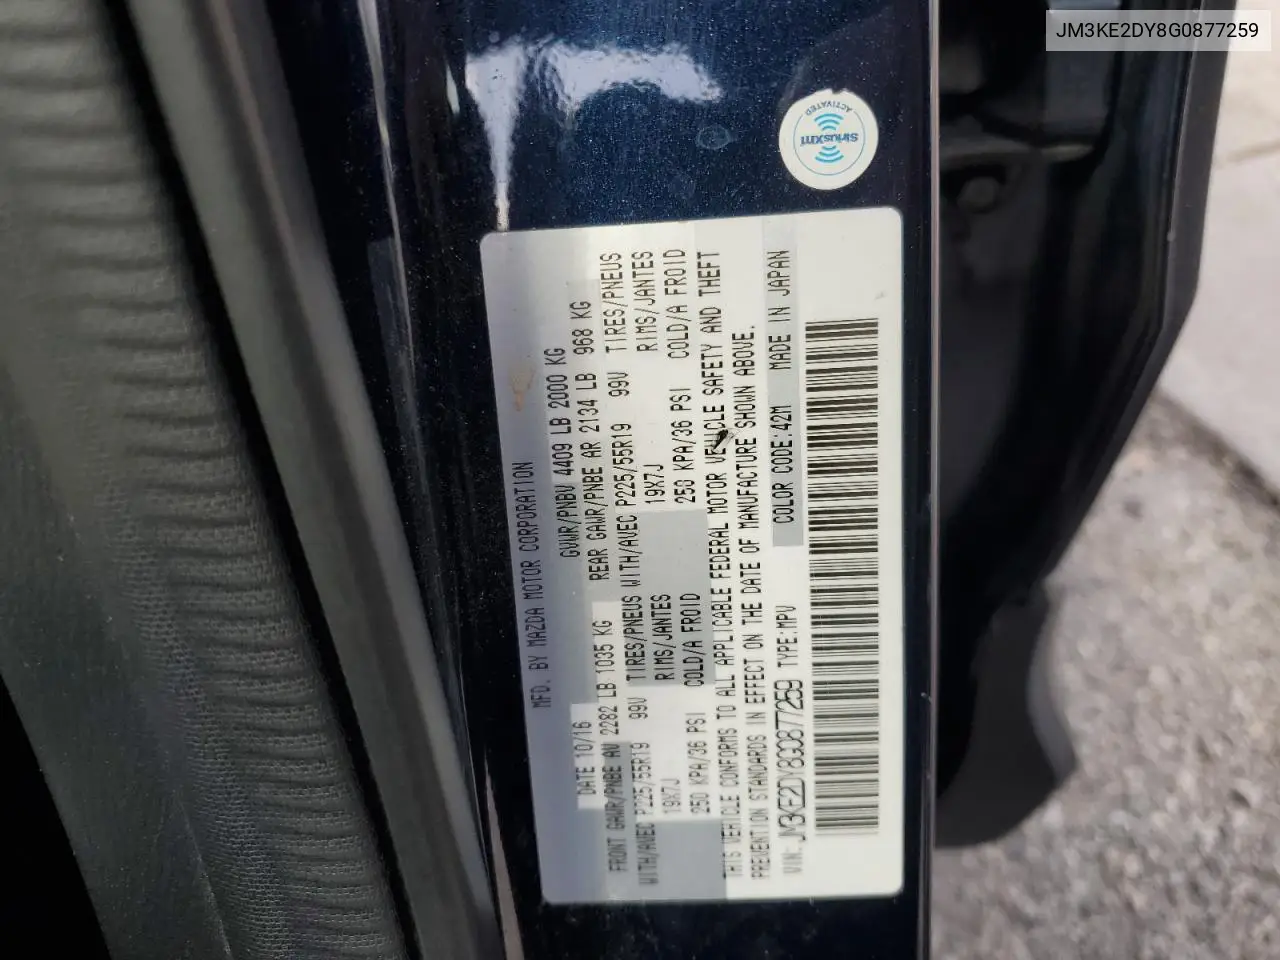 JM3KE2DY8G0877259
SiriusXM
ACTIVATED
MFD. BY MAZDA MOTOR CORPORATION
DATE 10/16 GVWR/PNBV 4409 LB 2000 KG
FRONT GAWR/PNBE AV 2282 LB 1035 KG REAR GAWR/PNBE AR 2134 LB 968 KG
WITH/AVEC P225/55R19 99V TIRES/PNEUS WITH/AVEC P225/55R19 99V TIRES/PNEUS
19X7J RIMS/JANTES 19X7J RIMS/JANTES
250 KPA/36 PSI COLD/A FROID 250 KPA/36 PSI COLD/A FROID
THIS VEHICLE CONFORMS TO ALL APPLICABLE FEDERAL MOTOR VEHICLE SAFETY AND THEFT
PREVENTION STANDARDS IN EFFECT ON THE DATE OF MANUFACTURE SHOWN ABOVE.
VIN:JM3KE2DY8G0877259 TYPE:MPV COLOR CODE:42M MADE IN JAPAN